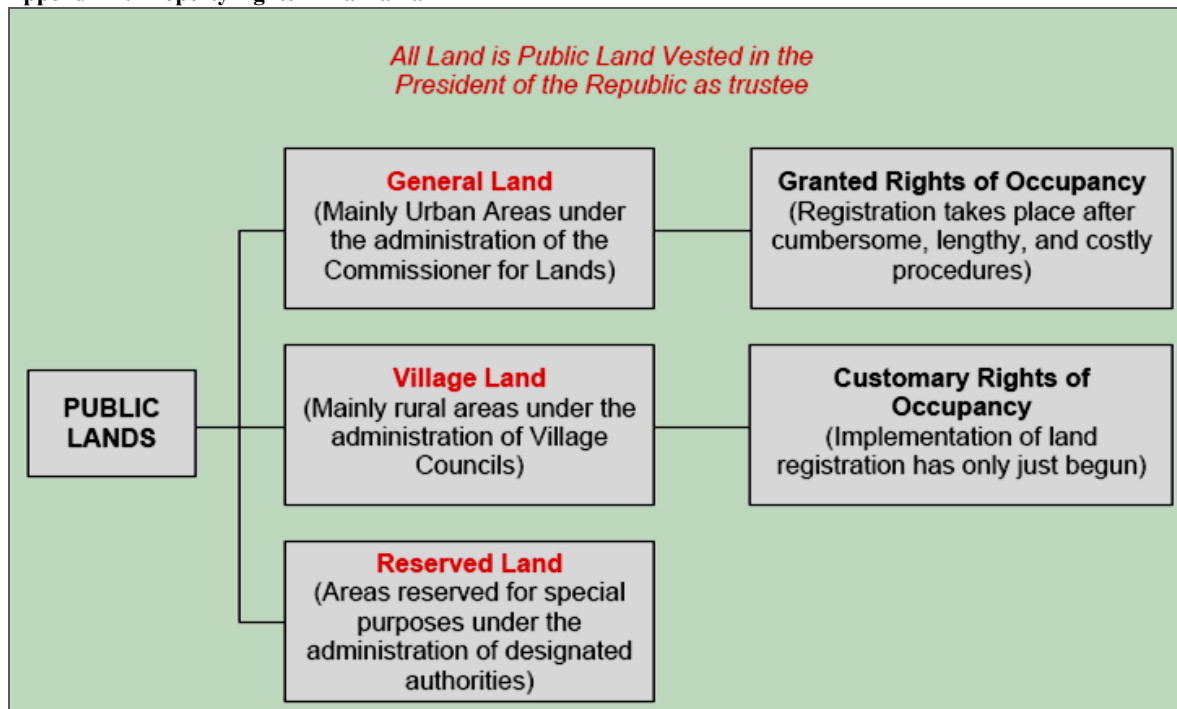 All Land is Public Land Vested in the
President of the Republic as trustee
General Land
(Mainly Urban Areas under
the administration of the
Commissioner for Lands)
Granted Rights of Occupancy
(Registration takes place after
cumbersome, lengthy, and costly
procedures)
PUBLIC
LANDS
Village Land
(Mainly rural areas under the
administration of Village
Councils)
Customary Rights of
Occupancy
(Implementation of land
registration has only just begun)
Reserved Land
(Areas reserved for special
purposes under the
administration of designated
authorities)